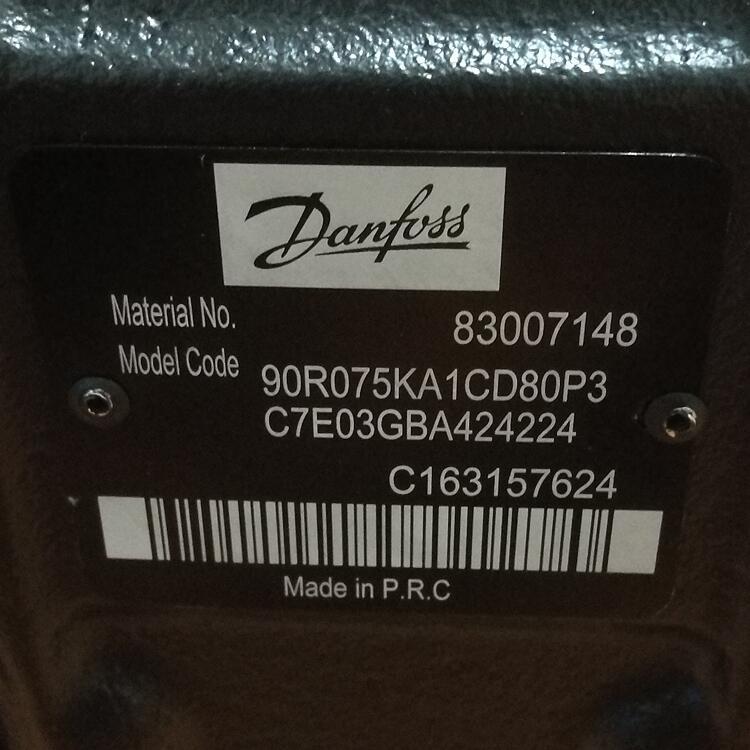 Danfoss
Material No. 83007148
Model Code 90R075KA1CD80P3
C7E03GBA424224
C163157624
Made in P.R.C